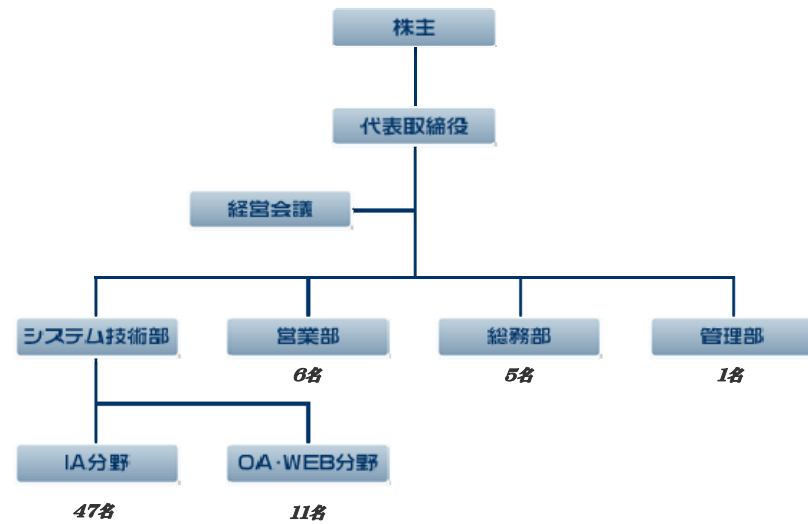 株主
代表取締役
経営会議
システム技術部
営業部
総務部
管理部
6名
5名
1名
IA分野
OA・WEB分野
47名
11名